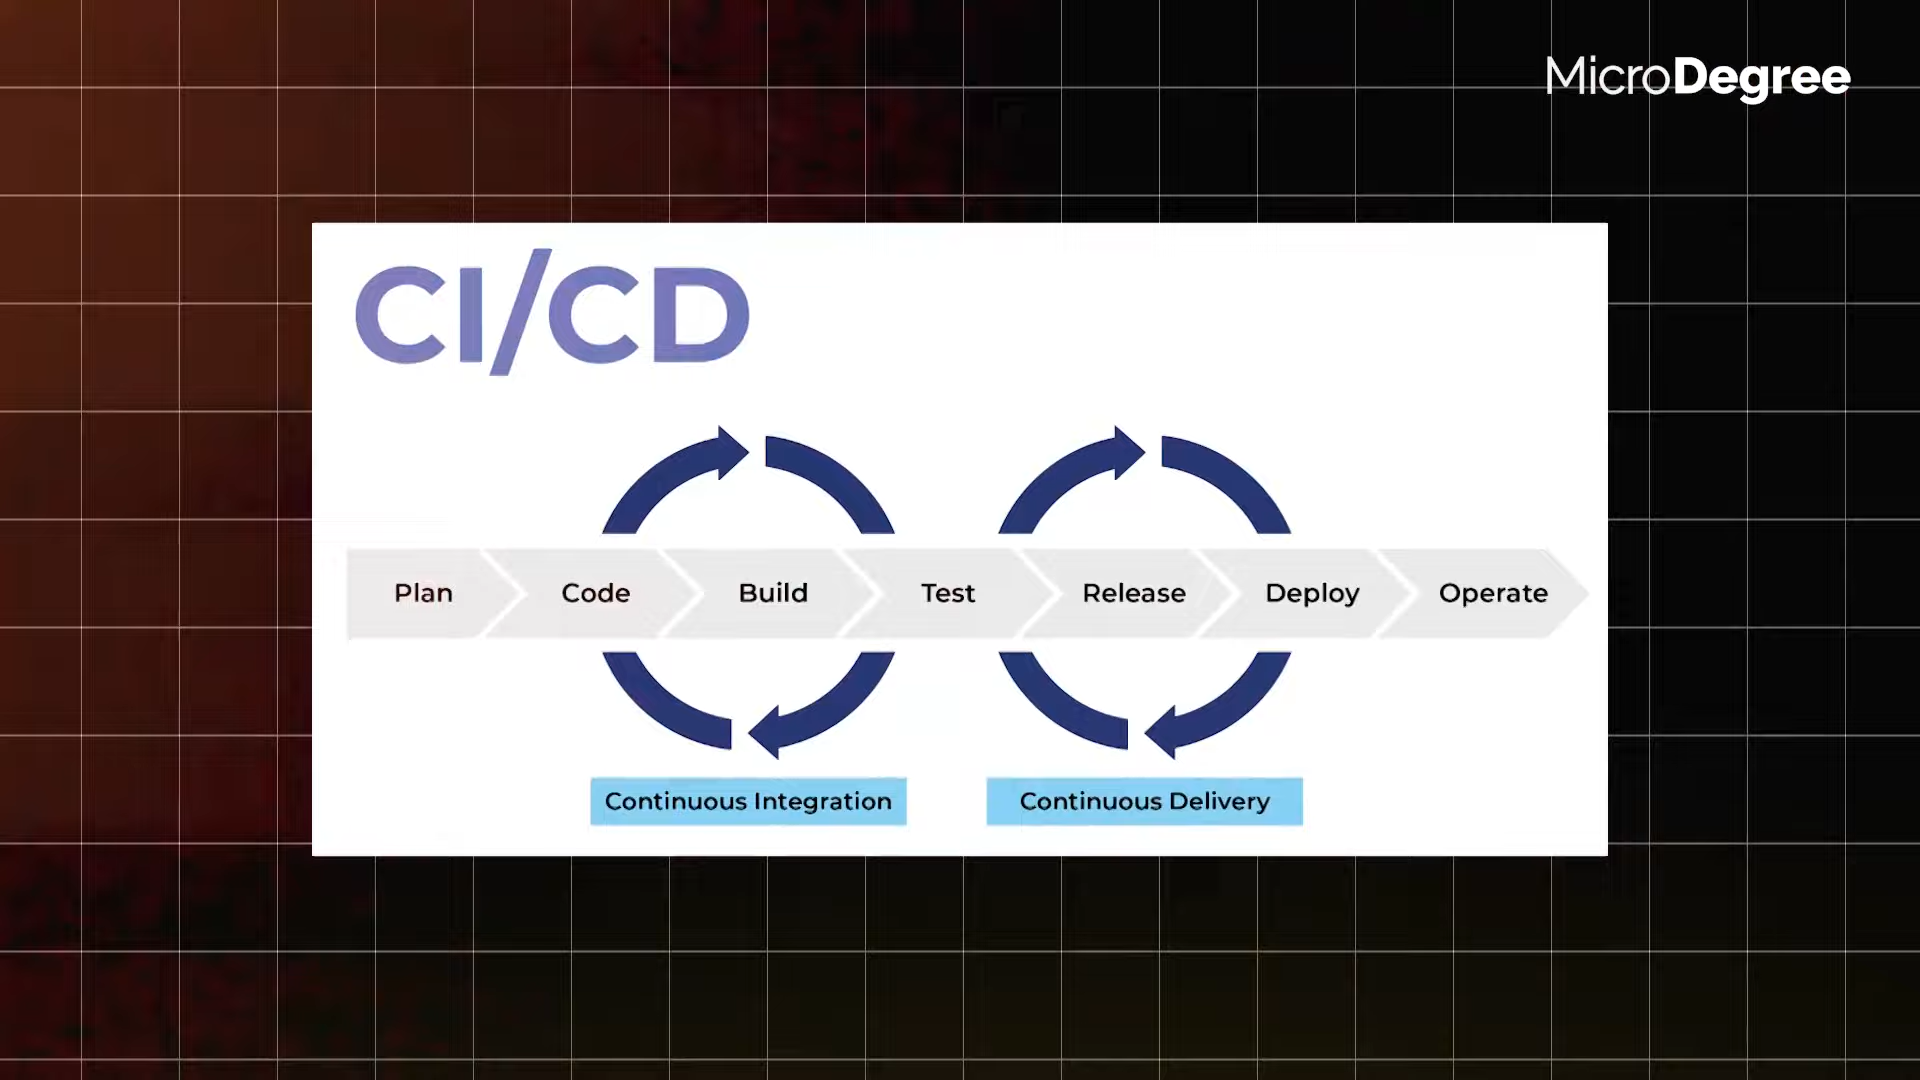 MicroDegree
CI/CD
Plan Code Build Test Release Deploy Operate
Continuous Integration Continuous Delivery